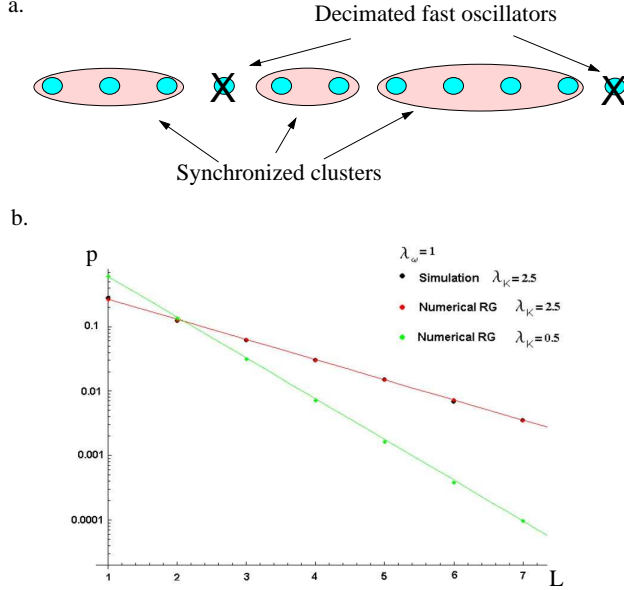 a.
Decimated fast oscillators
X
X
Synchronized clusters
b.
p
λω=1
Simulation λK=2.5
Numerical RG λK=2.5
Numerical RG λK=0.5
0.1
0.01
0.001
0.0001
1 2 3 4 5 6 7 L